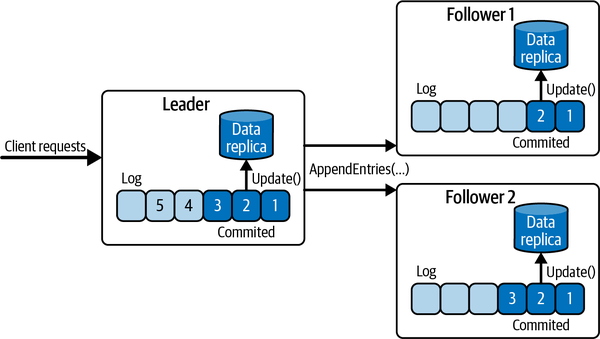 Client requests
Leader
Data
replica
Log
Update()
5 4 3 2 1
Commited
AppendEntries(...)
Follower 1
Data
replica
Log
Update()
2 1
Commited
Follower 2
Data
replica
Log
Update()
3 2 1
Commited